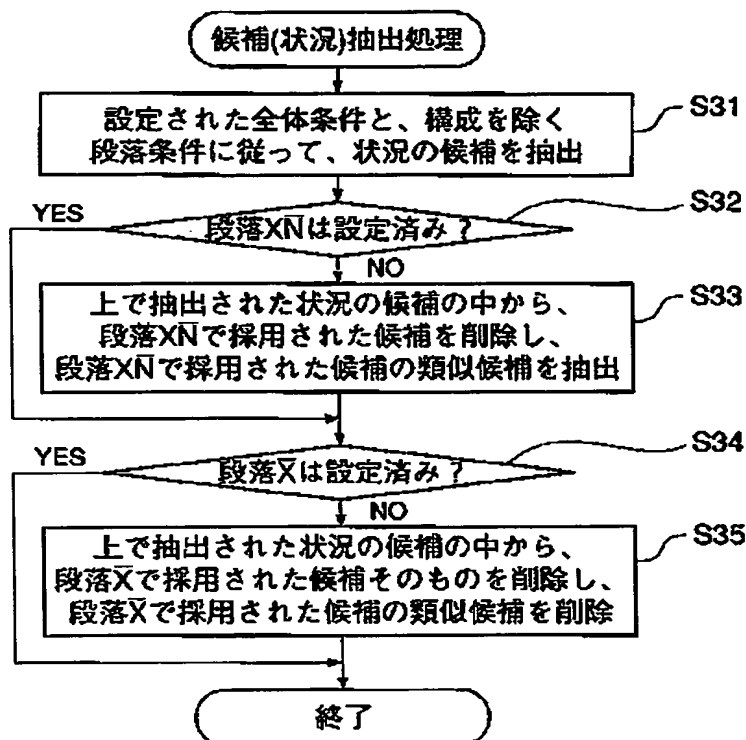 候補(状況)抽出処理
設定された全体条件と、構成を除く
段落条件に従って、状況の候補を抽出
S31
YES
段落XN̅は設定済み?
S32
NO
上で抽出された状況の候補の中から、
段落XN̅で採用された候補を削除し、
段落XN̅で採用された候補の類似候補を抽出
S33
YES
段落X̅は設定済み?
S34
NO
上で抽出された状況の候補の中から、
段落X̅で採用された候補そのものを削除し、
段落X̅で採用された候補の類似候補を削除
S35
終了